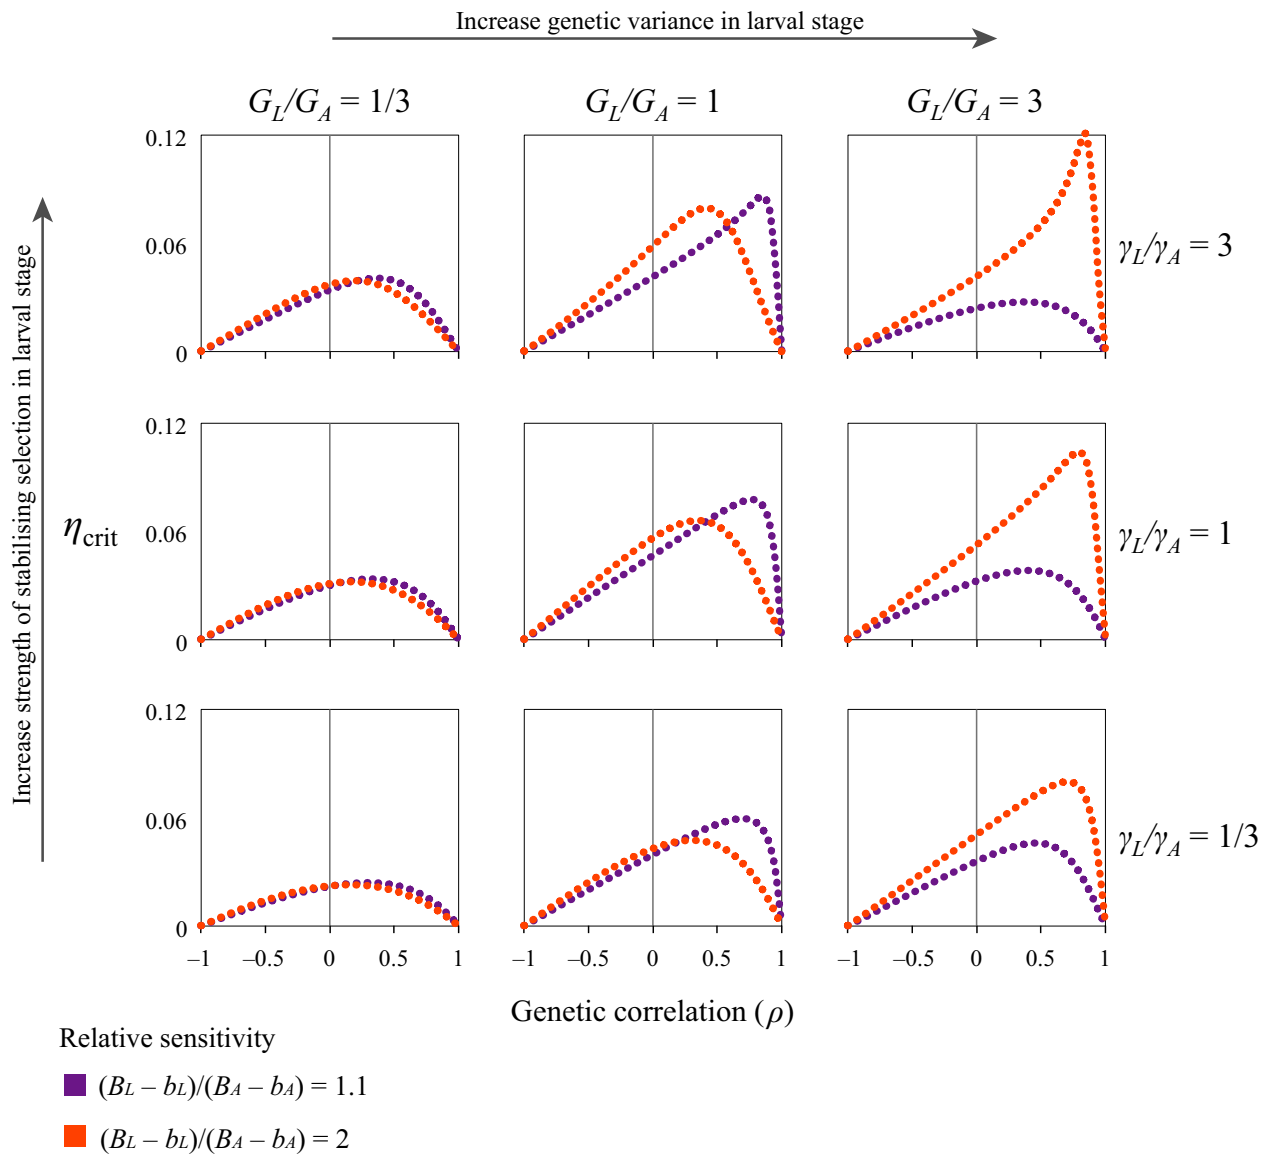 Increase genetic variance in larval stage
G_L/G_A = 1/3
G_L/G_A = 1
G_L/G_A = 3
0.12
0.06
0
γ_L/γ_A = 3
Increase strength of stabilising selection in larval stage
η_crit
0.12
0.06
0
γ_L/γ_A = 1
0.12
0.06
0
γ_L/γ_A = 1/3
–1 –0.5 0 0.5 1
–1 –0.5 0 0.5 1
–1 –0.5 0 0.5 1
Genetic correlation (ρ)
Relative sensitivity
(B_L – b_L)/(B_A – b_A) = 1.1
(B_L – b_L)/(B_A – b_A) = 2